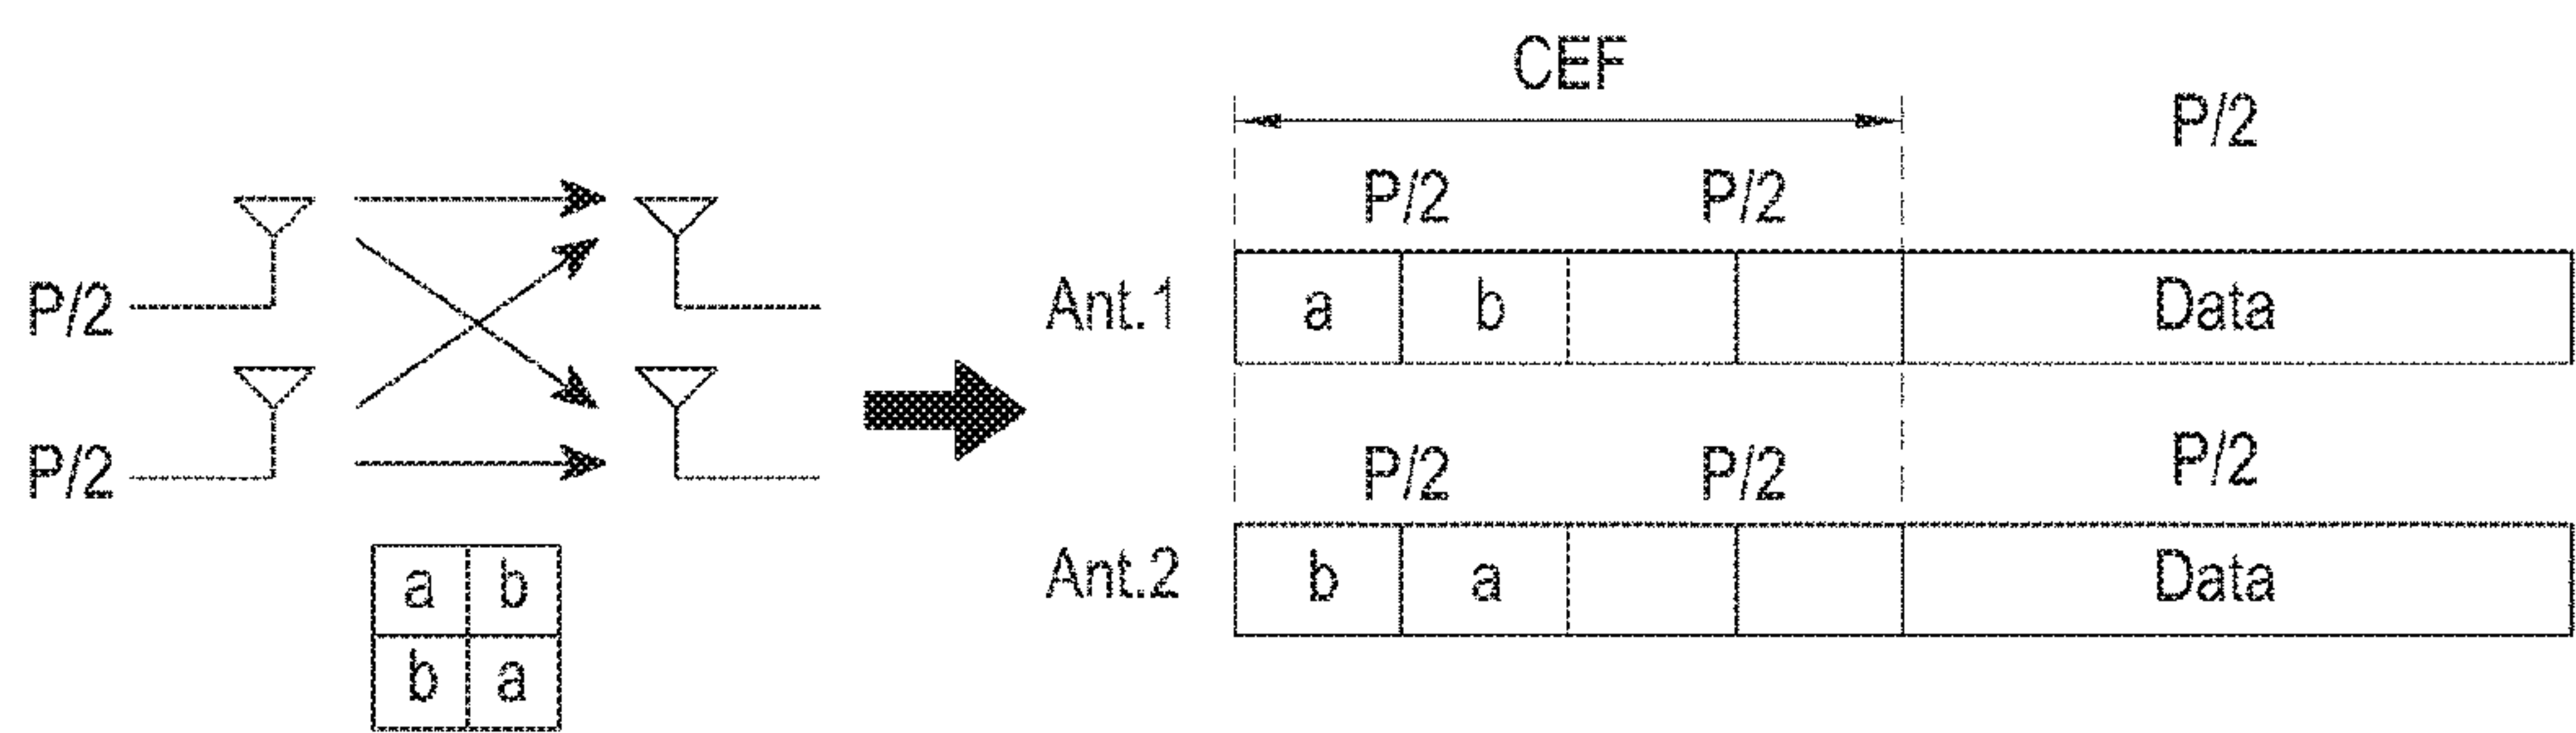 CEF
P/2
P/2 P/2
P/2
Ant.1 a b Data
P/2
P/2 P/2 P/2
Ant.2 b a Data
a b
b a